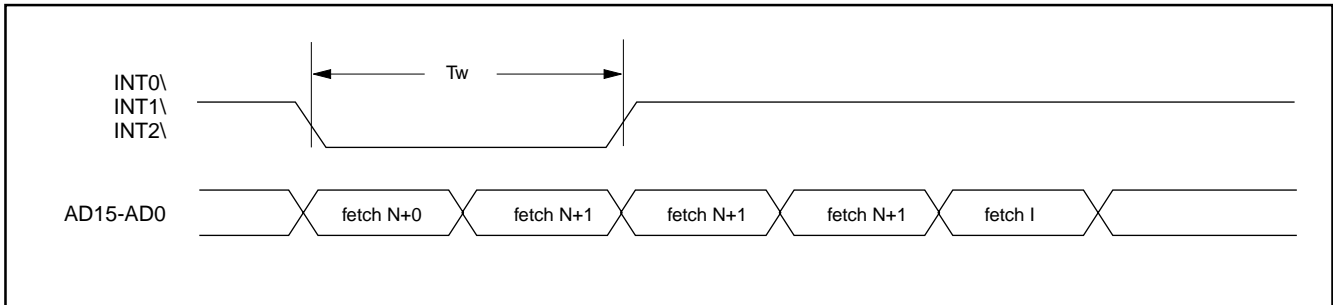 Tw
INT0\
INT1\
INT2\
AD15-AD0
fetch N+0
fetch N+1
fetch N+1
fetch N+1
fetch I